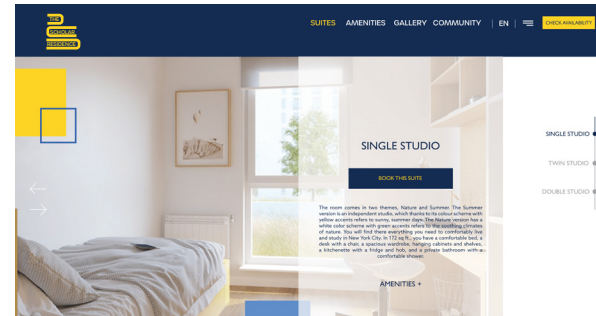 THE
SCHOLAR
RESIDENCE
SUITES AMENITIES GALLERY COMMUNITY | EN |
CHECK AVAILABILITY
SINGLE STUDIO
BOOK THIS SUITE
The room comes in two themes, Nature and Summer. The Summer
version is an independent studio, which thanks to its colour scheme with
yellow accents refers to sunny, summer days. The Nature version has a
white color scheme with green accents refers to the soothing climates
of nature. You will find there everything you need to comfortably live
and study in New York City. In 172 sq ft., you have a comfortable bed, a
desk with a chair, a spacious wardrobe, hanging cabinets and shelves,
a kitchenette with a fridge and hob, and a private bathroom with a
comfortable shower.
AMENITIES +
SINGLE STUDIO
TWIN STUDIO
DOUBLE STUDIO